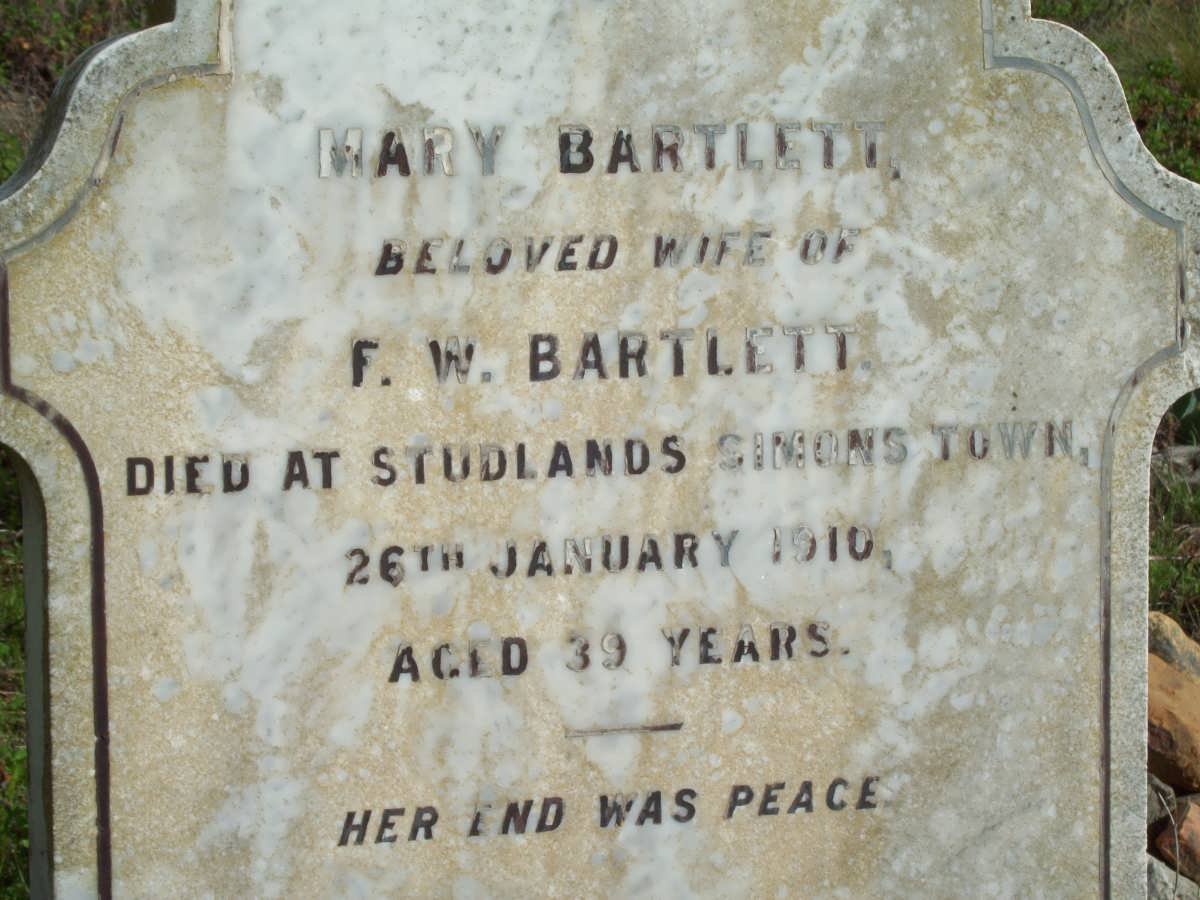 MARY BARTLETT,
BELOVED WIFE OF
F. W. BARTLETT.
DIED AT STUDLANDS SIMONS TOWN,
26TH JANUARY 1910,
AGED 39 YEARS.
HER END WAS PEACE